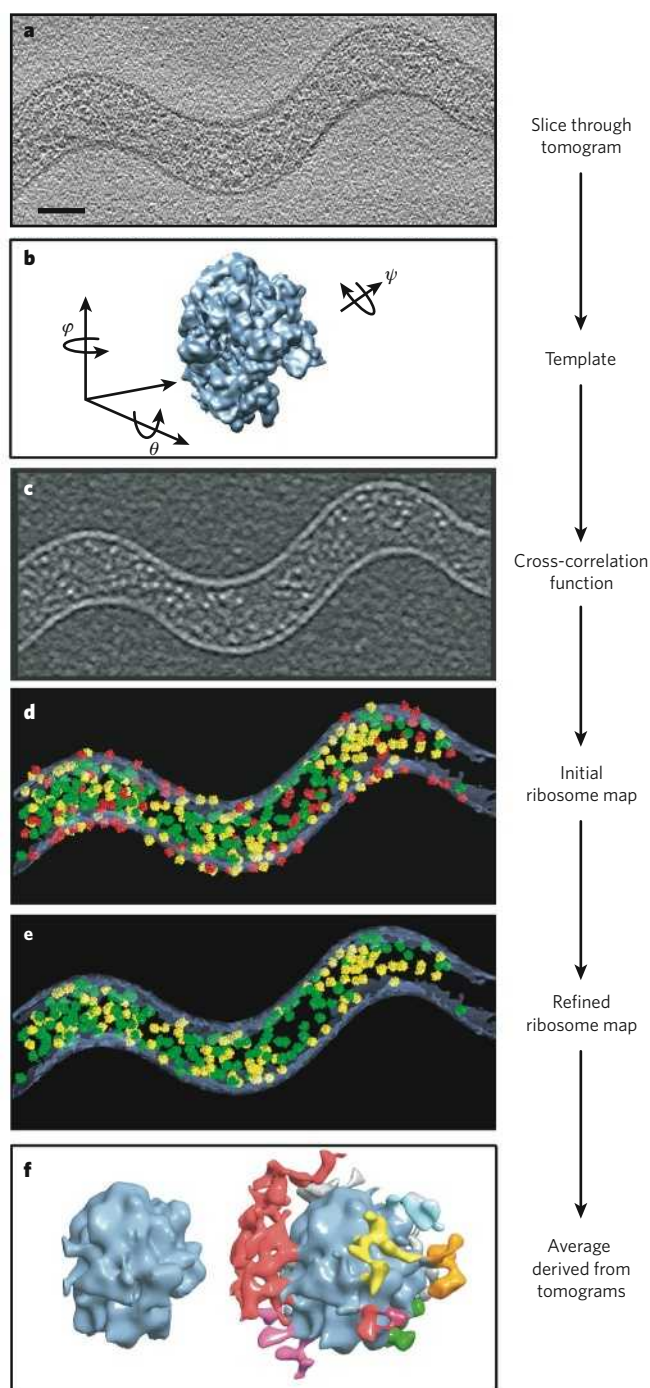 a
Slice through
tomogram
b
φ
ψ
θ
Template
c
Cross-correlation
function
d
Initial
ribosome map
e
Refined
ribosome map
f
Average
derived from
tomograms